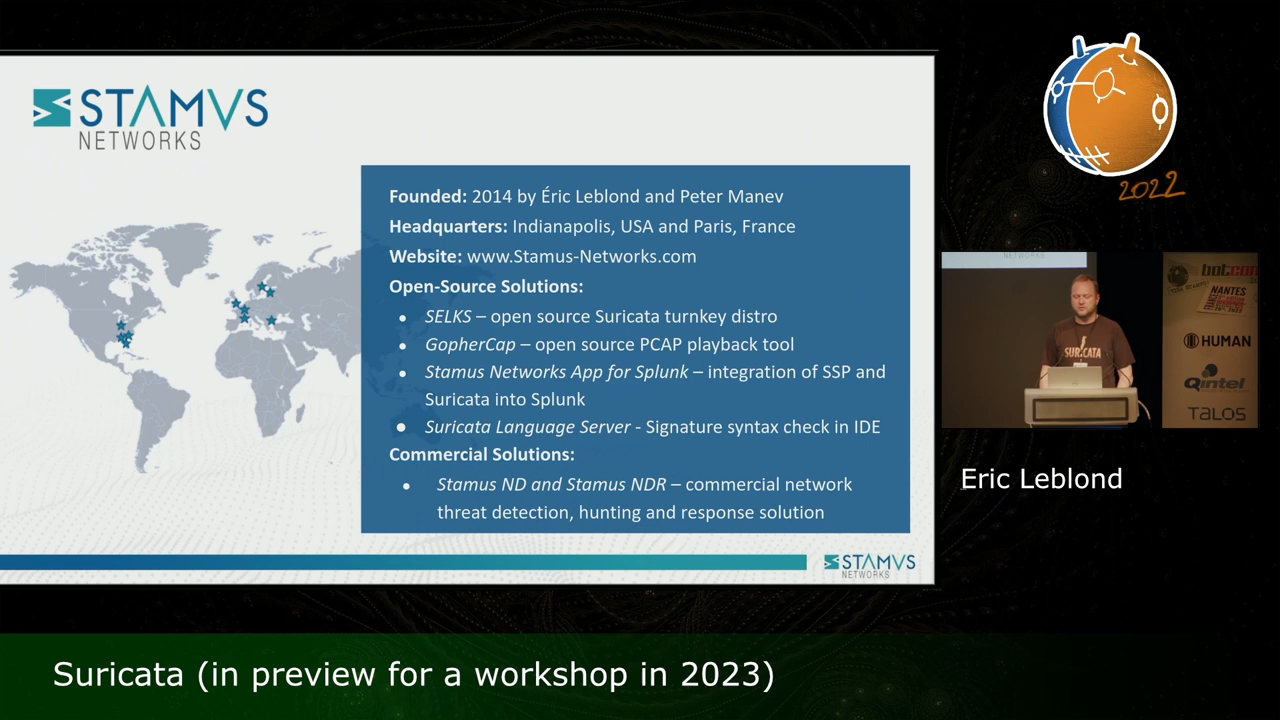 STAMVS
NETWORKS
Founded: 2014 by Éric Leblond and Peter Manev
Headquarters: Indianapolis, USA and Paris, France
Website: www.Stamus-Networks.com
Open-Source Solutions:
• SELKS – open source Suricata turnkey distro
• GopherCap – open source PCAP playback tool
• Stamus Networks App for Splunk – integration of SSP and
Suricata into Splunk
• Suricata Language Server - Signature syntax check in IDE
Commercial Solutions:
• Stamus ND and Stamus NDR – commercial network
threat detection, hunting and response solution
STAMVS
NETWORKS
2022
NETWORKS
SURICATA
botcon
NANTES
HUMAN
Qintel
TALOS
Eric Leblond
Suricata (in preview for a workshop in 2023)